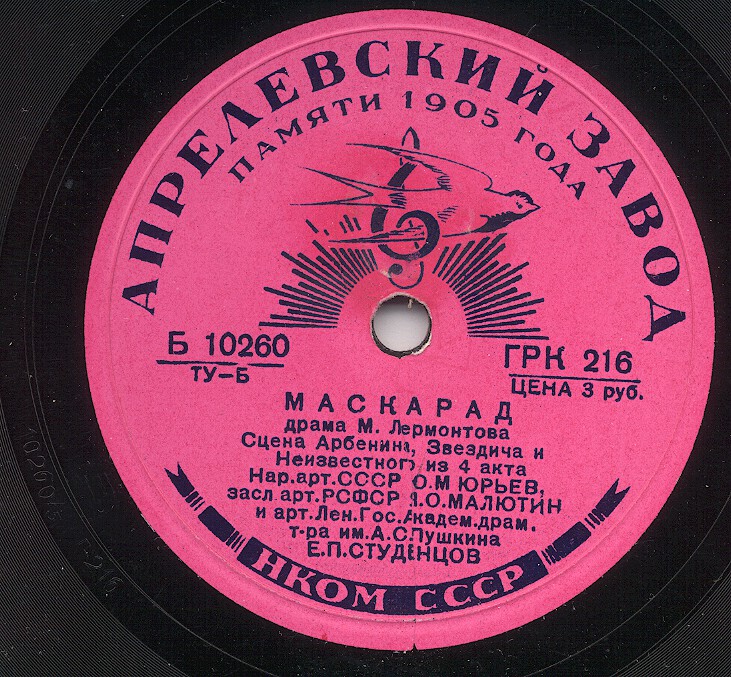 АПРЕЛЕВСКИЙ ЗАВОД
ПАМЯТИ 1905 ГОДА
Б 10260
ТУ-Б
ГРК 216
ЦЕНА 3 руб.
МАСКАРАД
драма М. Лермонтова
Сцена Арбенина, Звездича и
Неизвестного из 4 акта
Нар.арт.СССР Ю.М ЮРЬЕВ,
засл.арт.РСФСР Я.О.МАЛЮТИН
и арт.Лен.Гос.Академ.драм.
т-ра им.А.С.Пушкина
Е.П.СТУДЕНЦОВ
НКОМ СССР